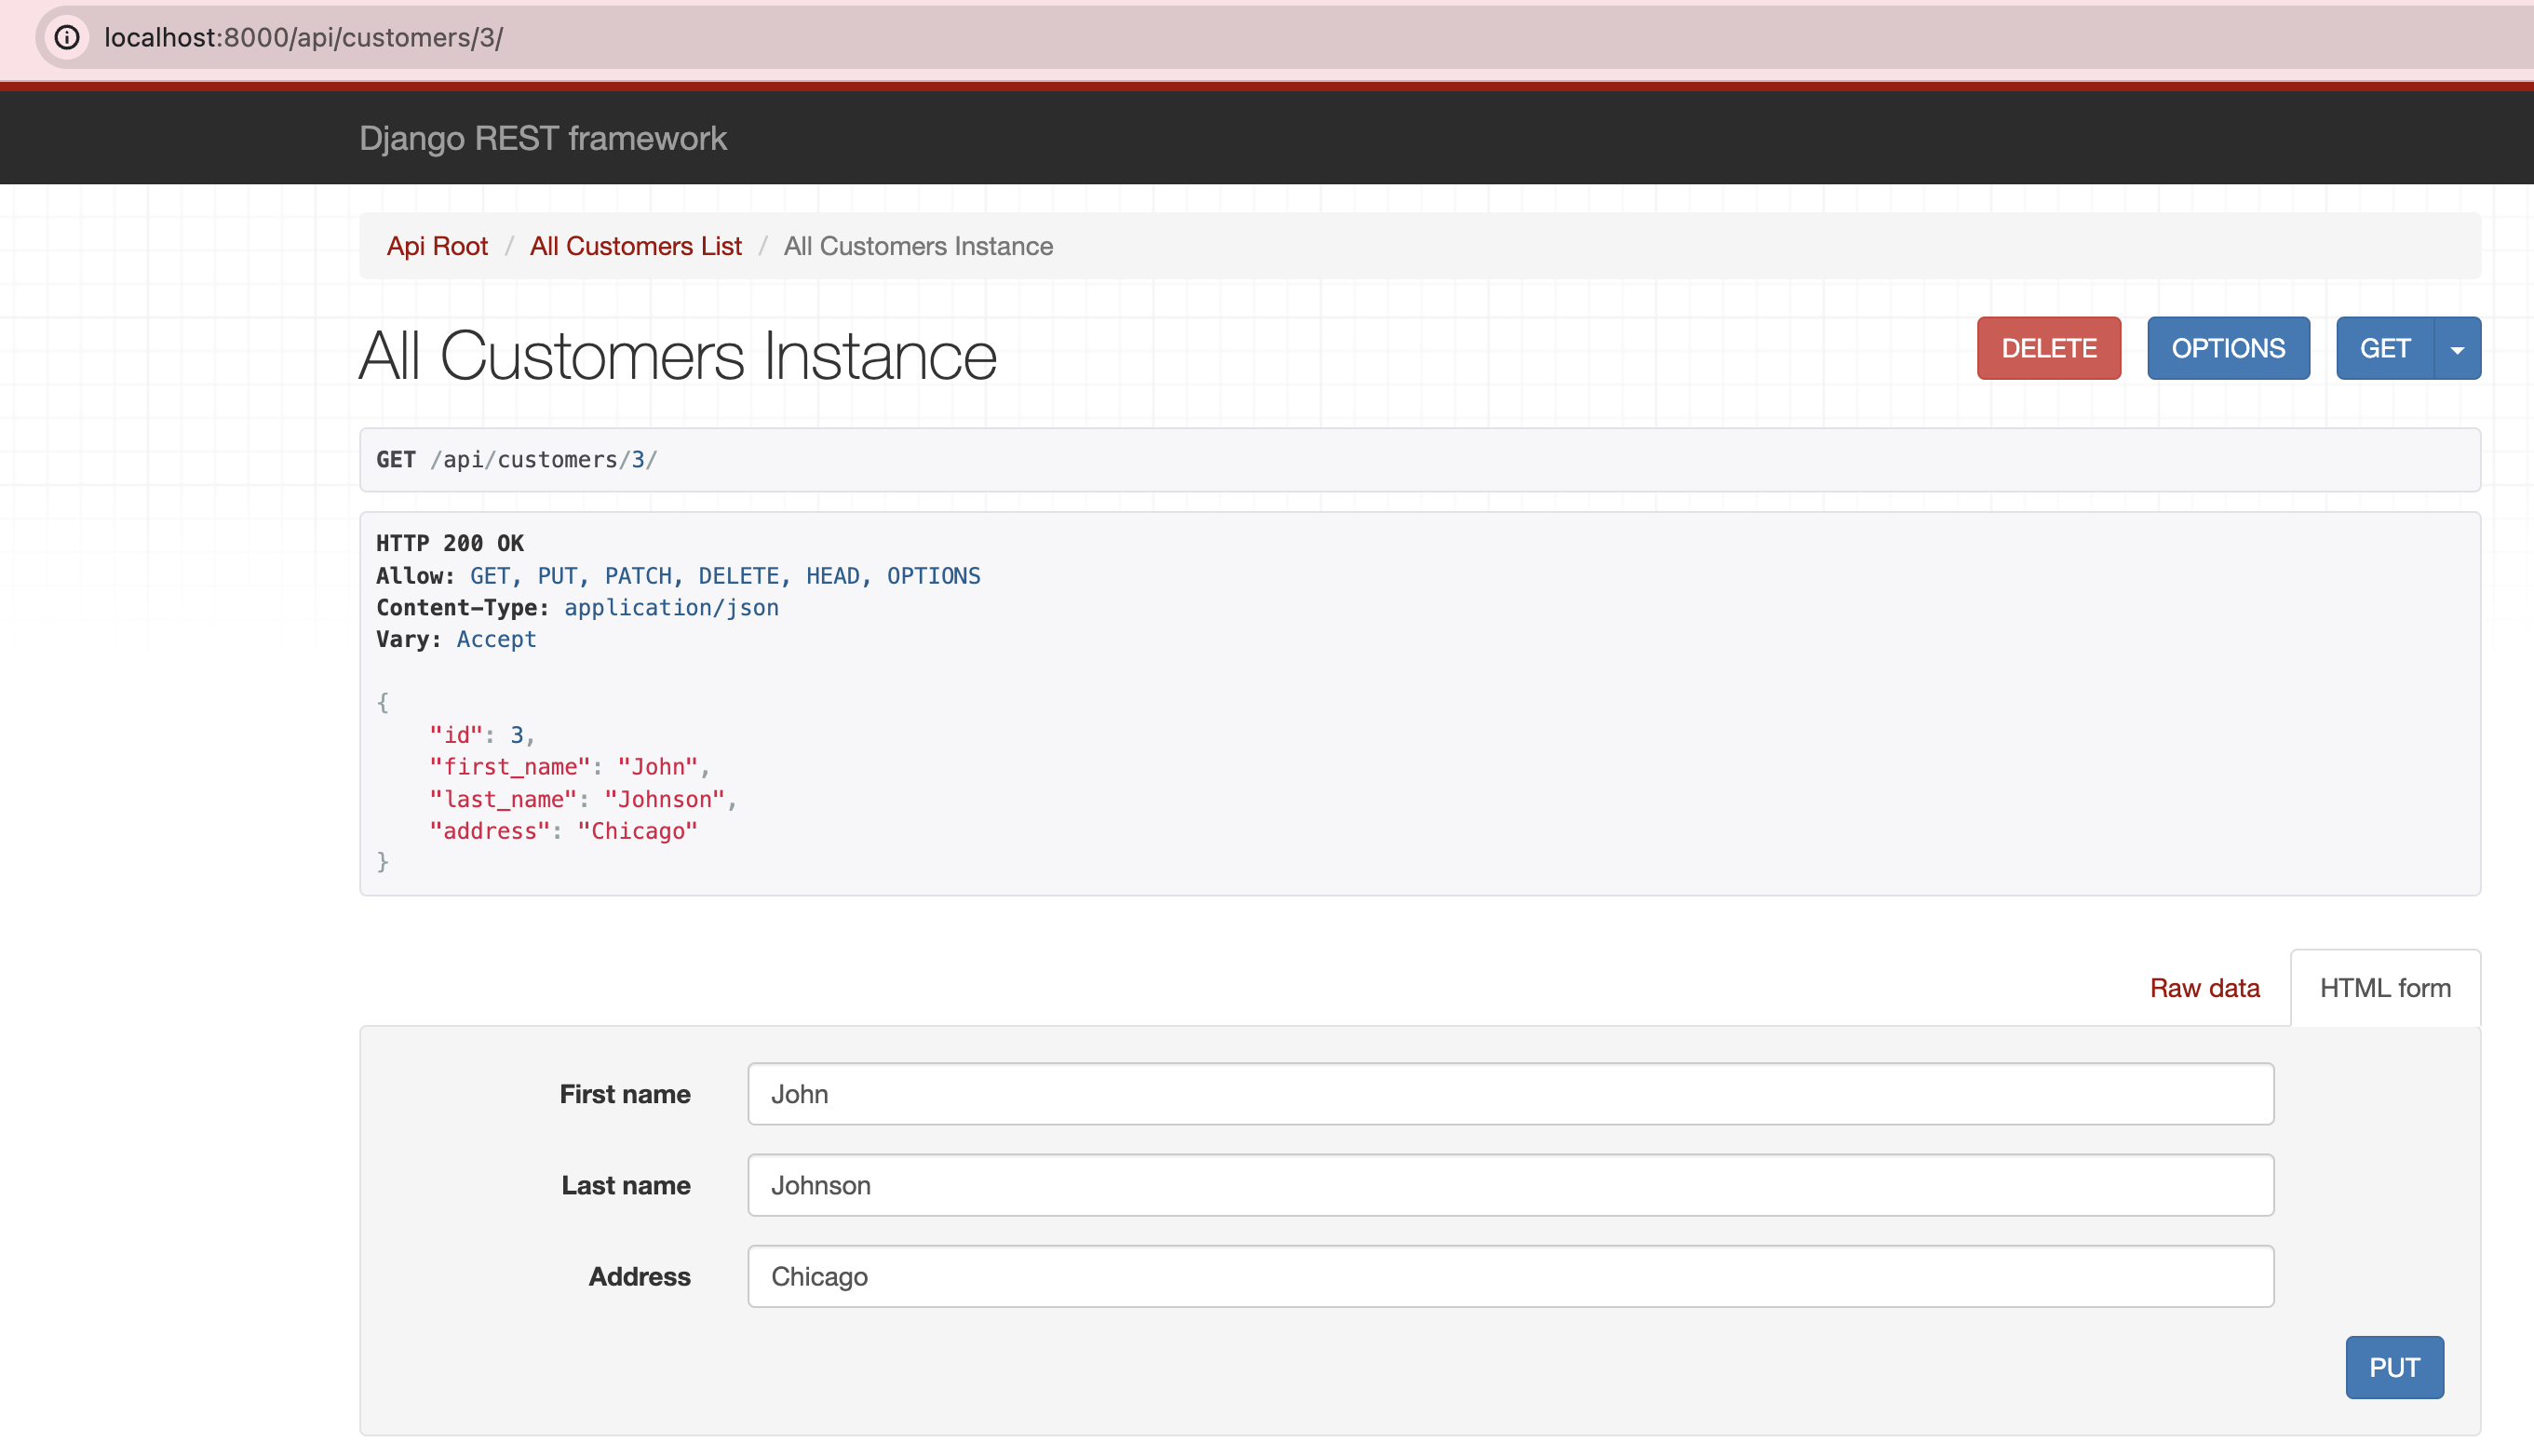 localhost:8000/api/customers/3/
Django REST framework
Api Root / All Customers List / All Customers Instance
All Customers Instance
DELETE OPTIONS GET
GET /api/customers/3/
HTTP 200 OK
Allow: GET, PUT, PATCH, DELETE, HEAD, OPTIONS
Content-Type: application/json
Vary: Accept
{
    "id": 3,
    "first_name": "John",
    "last_name": "Johnson",
    "address": "Chicago"
}
Raw data HTML form
First name John
Last name Johnson
Address Chicago
PUT